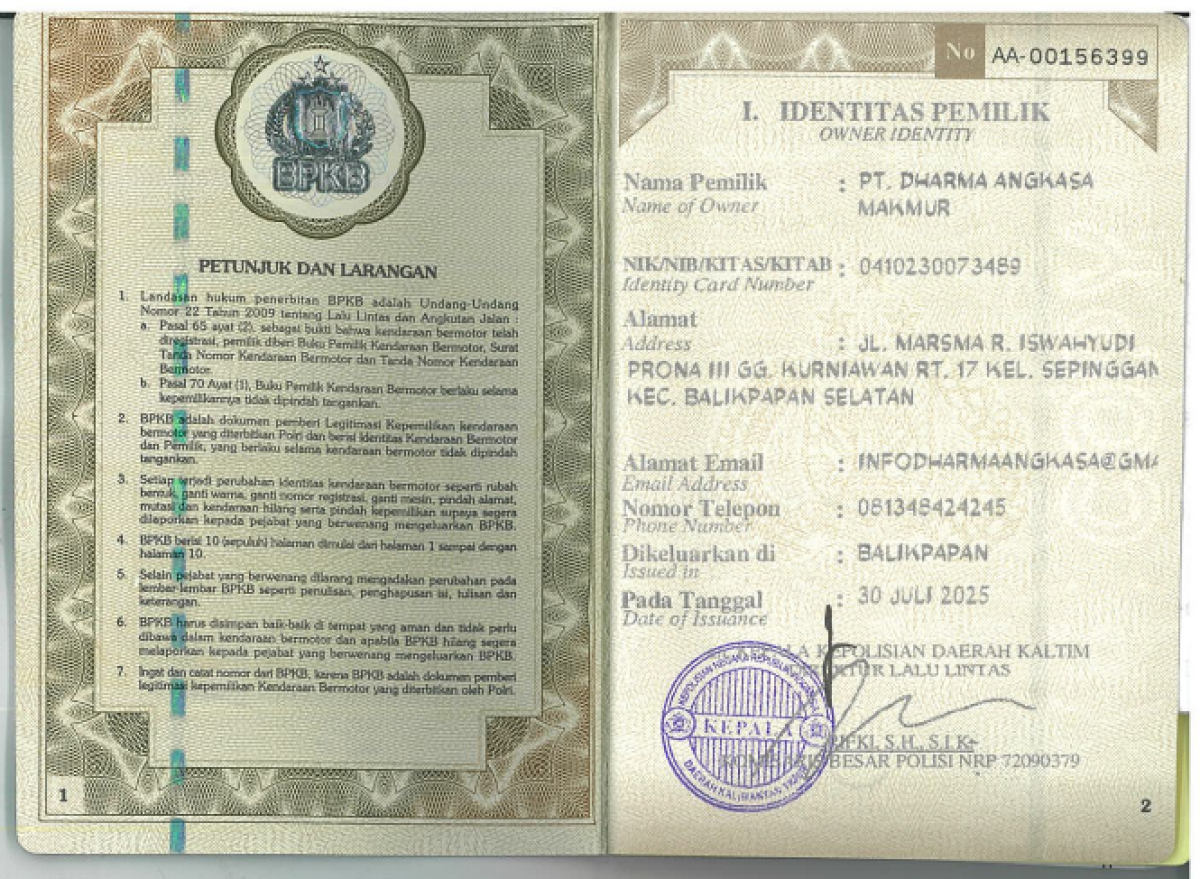 BPKB
PETUNJUK DAN LARANGAN
1. Landasan hukum penerbitan BPKB adalah Undang-Undang
Nomor 22 Tahun 2009 tentang Lalu Lintas dan Angkutan Jalan :
a. Pasal 65 ayat (2), sebagai bukti bahwa kendaraan bermotor telah
diregistrasi, pemilik diberi Buku Pemilik Kendaraan Bermotor, Surat
Tanda Nomor Kendaraan Bermotor dan Tanda Nomor Kendaraan
Bermotor.
b. Pasal 70 Ayat (1), Buku Pemilik Kendaraan Bermotor berlaku selama
kepemilikannya tidak dipindah tangankan.
2. BPKB adalah dokumen pemberi Legitimasi Kepemilikan kendaraan
bermotor yang diterbitkan Polri dan berisi Identitas Kendaraan Bermotor
dan Pemilik, yang berlaku selama kendaraan bermotor tidak dipindah
tangankan.
3. Setiap terjadi perubahan identitas kendaraan bermotor seperti rubah
bentuk, ganti warna, ganti nomor registrasi, ganti mesin, pindah alamat,
mutasi dan kendaraan hilang serta pindah kepemilikan supaya segera
dilaporkan kepada pejabat yang berwenang mengeluarkan BPKB.
4. BPKB berisi 10 (sepuluh) halaman dimulai dari halaman 1 sampai dengan
halaman 10.
5. Selain pejabat yang berwenang dilarang mengadakan perubahan pada
lembar-lembar BPKB seperti penulisan, penghapusan isi, tulisan dan
keterangan.
6. BPKB harus disimpan baik-baik di tempat yang aman dan tidak perlu
dibawa dalam kendaraan bermotor dan apabila BPKB hilang segera
melaporkan kepada pejabat yang berwenang mengeluarkan BPKB.
7. Ingat dan catat nomor dari BPKB, karena BPKB adalah dokumen pemberi
legitimasi kepemilikan Kendaraan Bermotor yang diterbitkan oleh Polri.
1
No AA-00156399
I. IDENTITAS PEMILIK
OWNER IDENTITY
Nama Pemilik : PT. DHARMA ANGKASA
Name of Owner MAKMUR
NIK/NIB/KITAS/KITAB : 0410230073489
Identity Card Number
Alamat
Address : JL. MARSMA R. ISWAHYUDI
PRONA III GG. KURNIAWAN RT. 17 KEL. SEPINGGAN
KEC. BALIKPAPAN SELATAN
Alamat Email : INFODHARMAANGKASA@GMA
Email Address
Nomor Telepon : 081348424245
Phone Number
Dikeluarkan di : BALIKPAPAN
Issued in
Pada Tanggal : 30 JULI 2025
Date of Issuance
KEPOLISIAN DAERAH KALTIM
LALU LINTAS
KEPALA
S.H., S.I.K
BESAR POLISI NRP 72090379
2